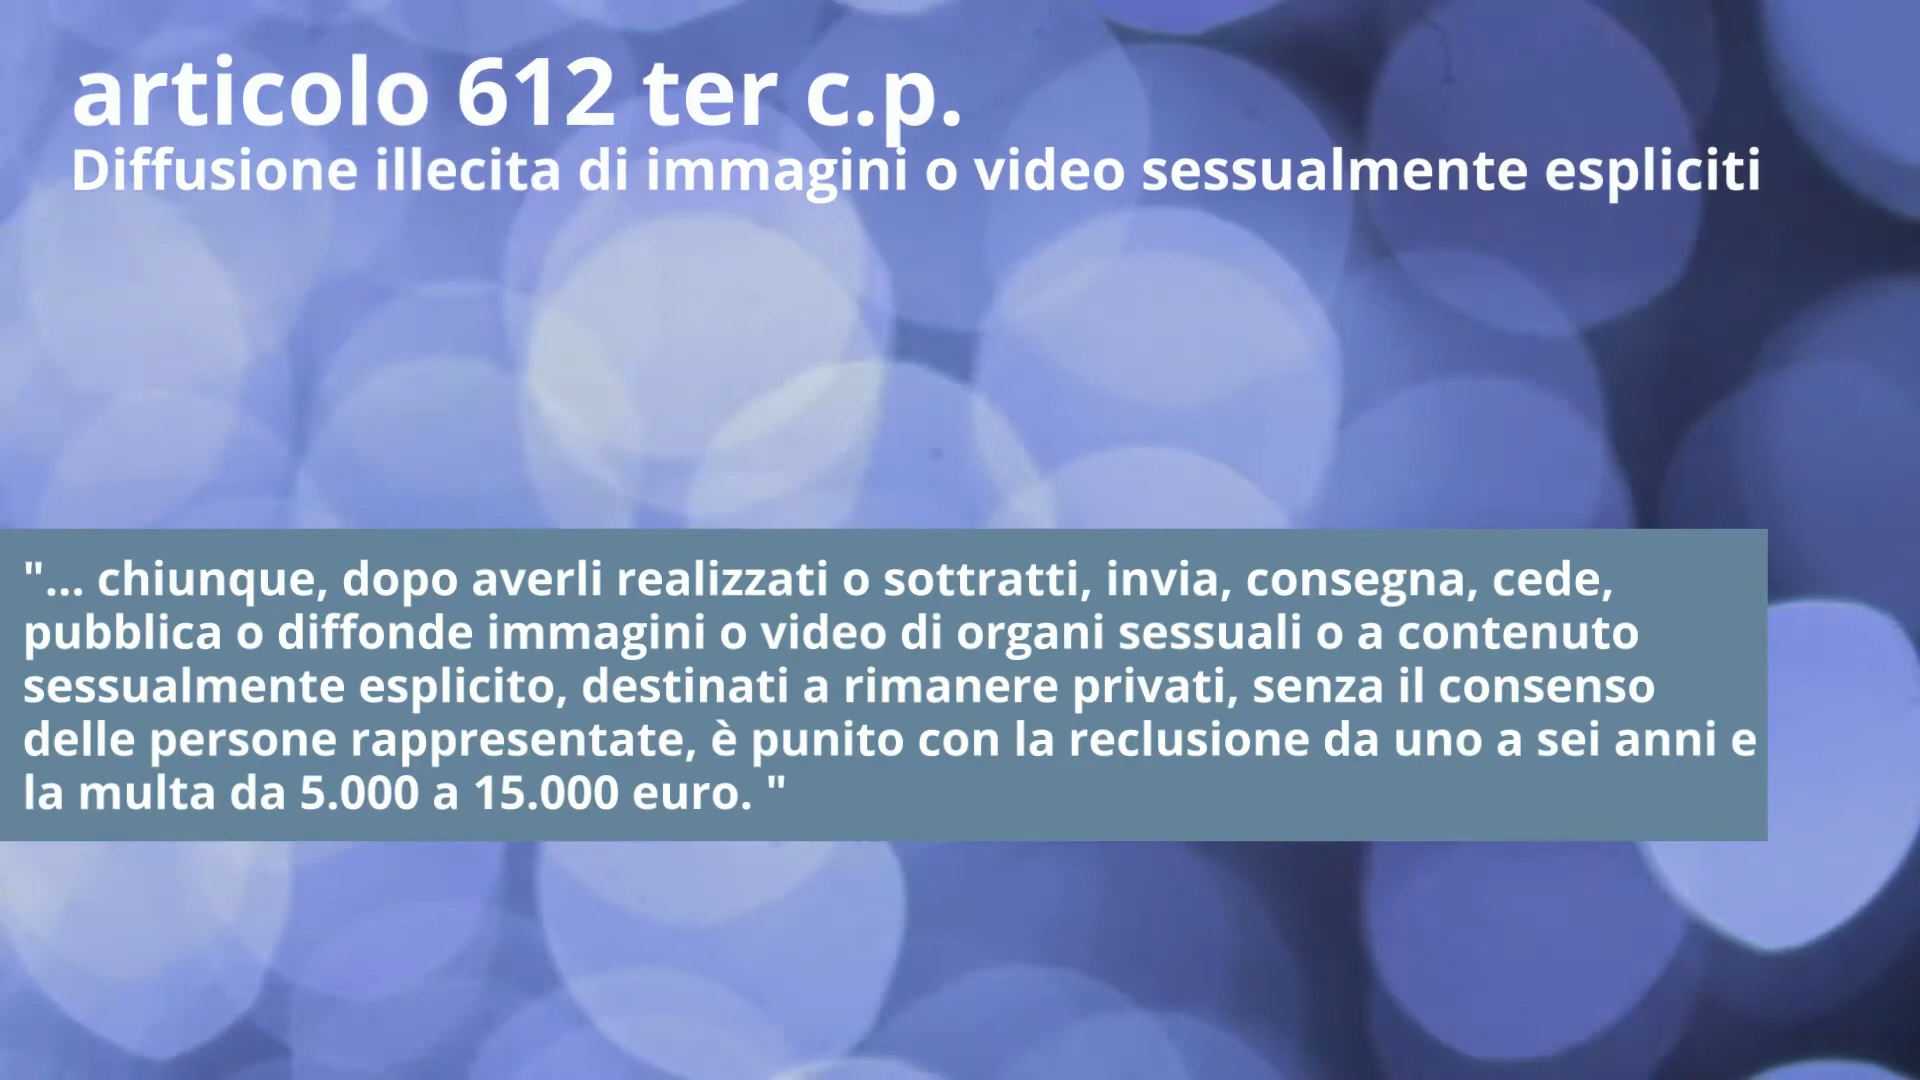 articolo 612 ter c.p.
Diffusione illecita di immagini o video sessualmente espliciti
"... chiunque, dopo averli realizzati o sottratti, invia, consegna, cede,
pubblica o diffonde immagini o video di organi sessuali o a contenuto
sessualmente esplicito, destinati a rimanere privati, senza il consenso
delle persone rappresentate, è punito con la reclusione da uno a sei anni e
la multa da 5.000 a 15.000 euro. "